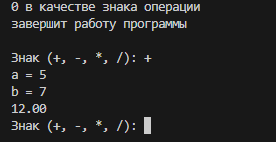 0 в качестве знака операции
завершит работу программы
Знак (+, -, *, /): +
a = 5
b = 7
12.00
Знак (+, -, *, /):